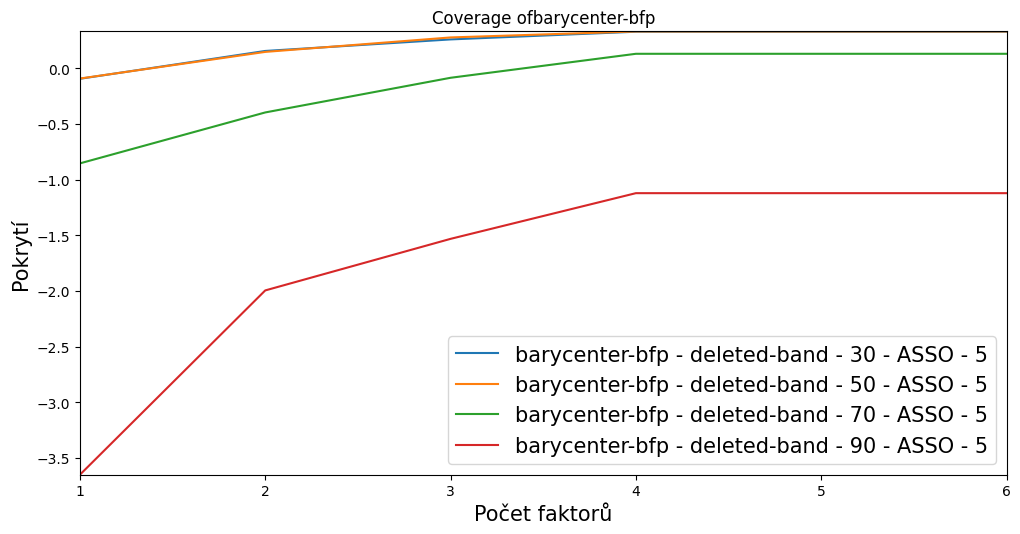 Coverage ofbarycenter-bfp
Pokrytí
0.0
−0.5
−1.0
−1.5
−2.0
−2.5
−3.0
−3.5
barycenter-bfp - deleted-band - 30 - ASSO - 5
barycenter-bfp - deleted-band - 50 - ASSO - 5
barycenter-bfp - deleted-band - 70 - ASSO - 5
barycenter-bfp - deleted-band - 90 - ASSO - 5
1 2 3 4 5 6
Počet faktorů